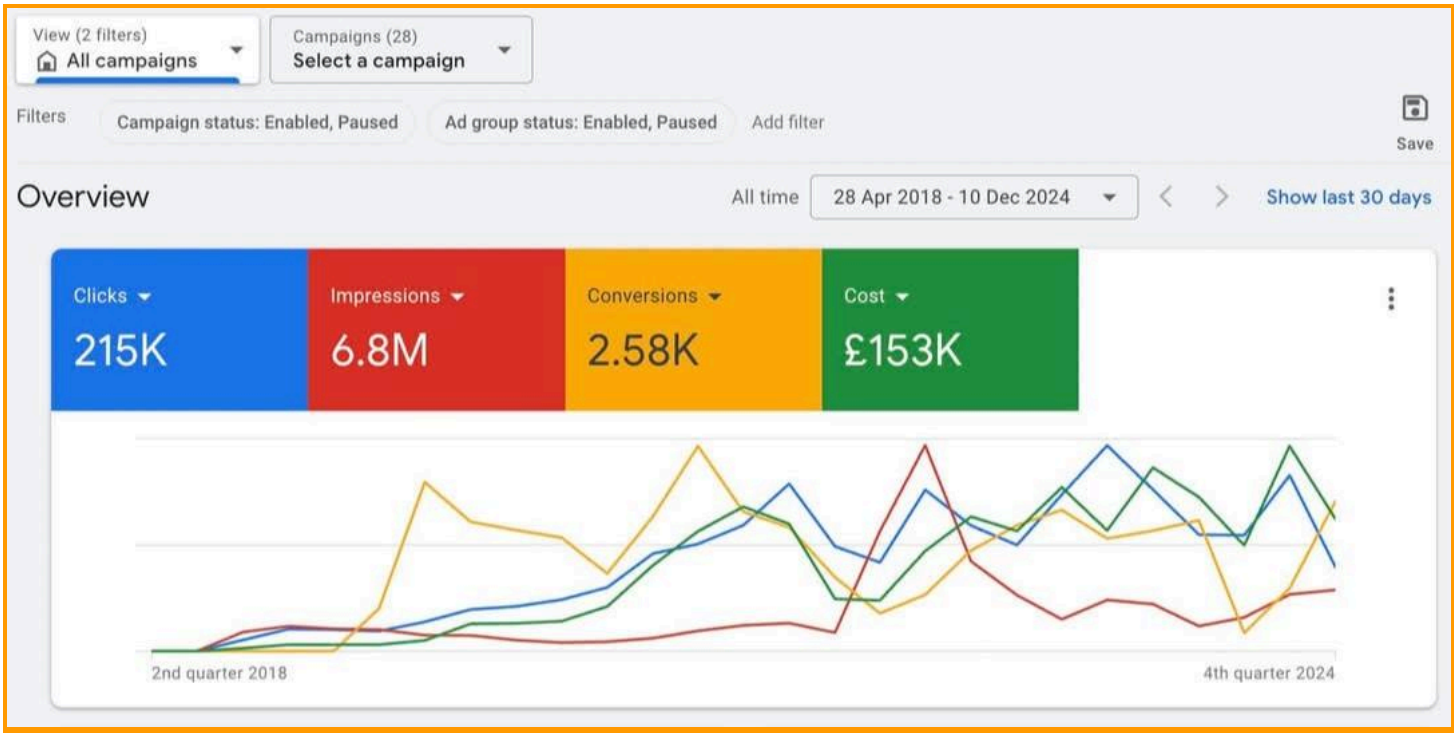 View (2 filters)
All campaigns
Campaigns (28)
Select a campaign
Filters
Campaign status: Enabled, Paused
Ad group status: Enabled, Paused
Add filter
Save
Overview
All time
28 Apr 2018 - 10 Dec 2024
Show last 30 days
Clicks
215K
Impressions
6.8M
Conversions
2.58K
Cost
£153K
2nd quarter 2018
4th quarter 2024